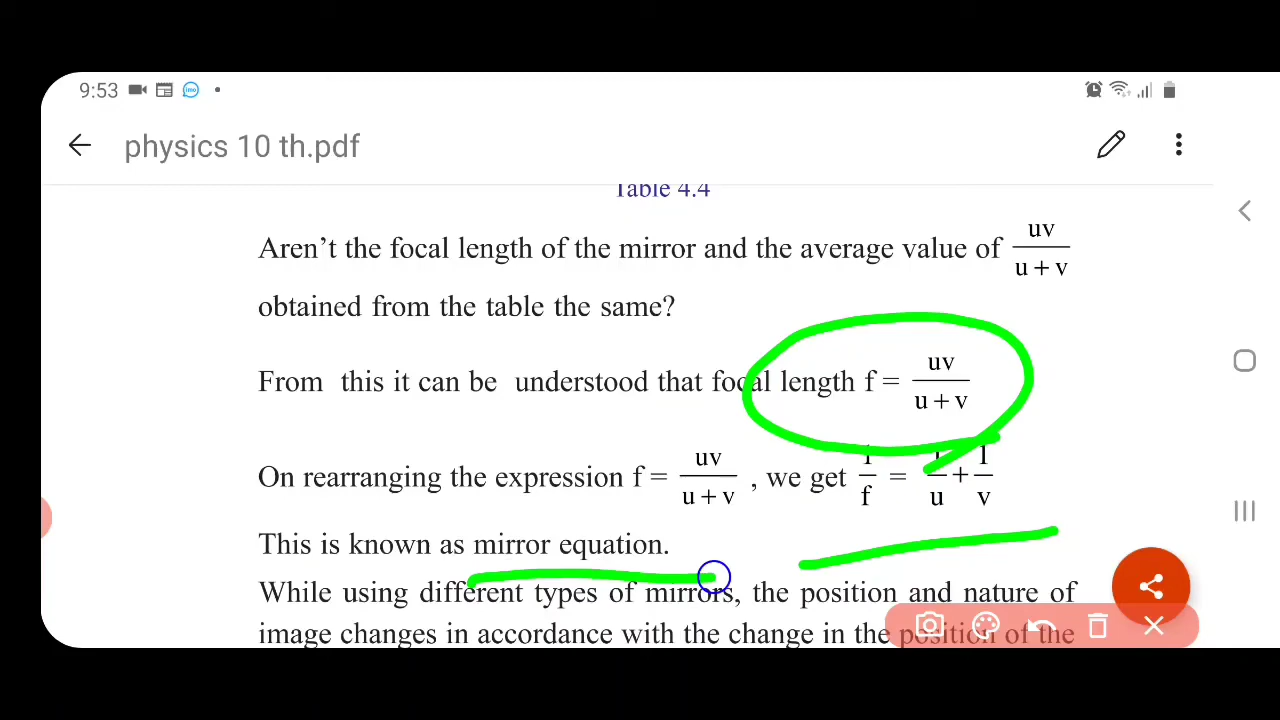 9:53
physics 10 th.pdf
Table 4.4
Aren't the focal length of the mirror and the average value of uv / u + v
obtained from the table the same?
From this it can be understood that focal length f = uv / u + v
On rearranging the expression f = uv / u + v , we get 1/f = 1/u + 1/v
This is known as mirror equation.
While using different types of mirrors, the position and nature of
image changes in accordance with the change in the position of the